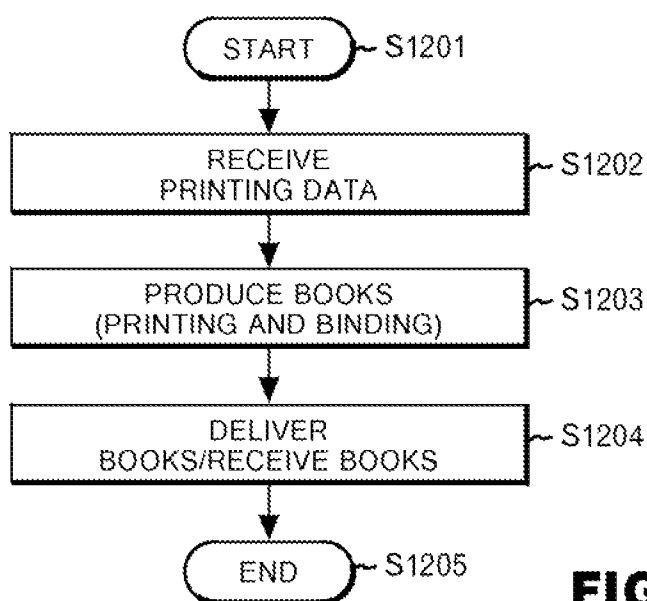 START
S1201
RECEIVE
PRINTING DATA
S1202
PRODUCE BOOKS
(PRINTING AND BINDING)
S1203
DELIVER
BOOKS/RECEIVE BOOKS
S1204
END
S1205
FIG